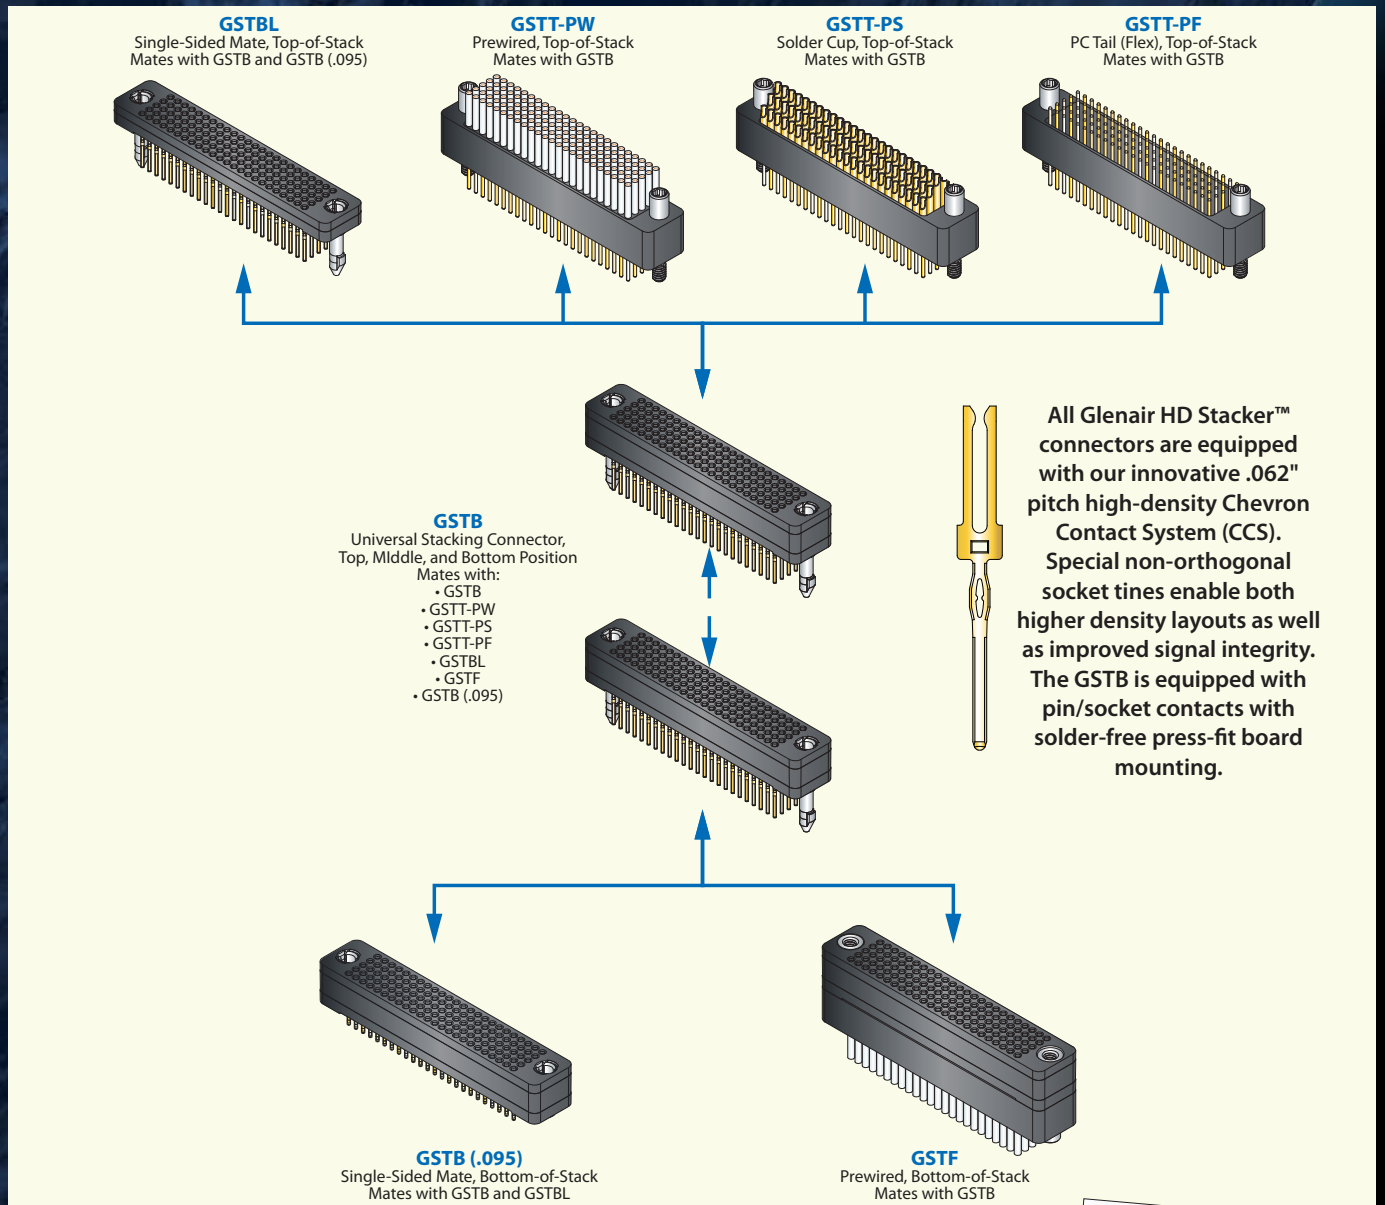 GSTBL
Single-Sided Mate, Top-of-Stack
Mates with GSTB and GSTB (.095)
GSTT-PW
Prewired, Top-of-Stack
Mates with GSTB
GSTT-PS
Solder Cup, Top-of-Stack
Mates with GSTB
GSTT-PF
PC Tail (Flex), Top-of-Stack
Mates with GSTB
All Glenair HD Stacker™
connectors are equipped
with our innovative .062"
pitch high-density Chevron
Contact System (CCS).
Special non-orthogonal
socket tines enable both
higher density layouts as well
as improved signal integrity.
The GSTB is equipped with
pin/socket contacts with
solder-free press-fit board
mounting.
GSTB
Universal Stacking Connector,
Top, MIddle, and Bottom Position
Mates with:
• GSTB
• GSTT-PW
• GSTT-PS
• GSTT-PF
• GSTBL
• GSTF
• GSTB (.095)
GSTB (.095)
Single-Sided Mate, Bottom-of-Stack
Mates with GSTB and GSTBL
GSTF
Prewired, Bottom-of-Stack
Mates with GSTB